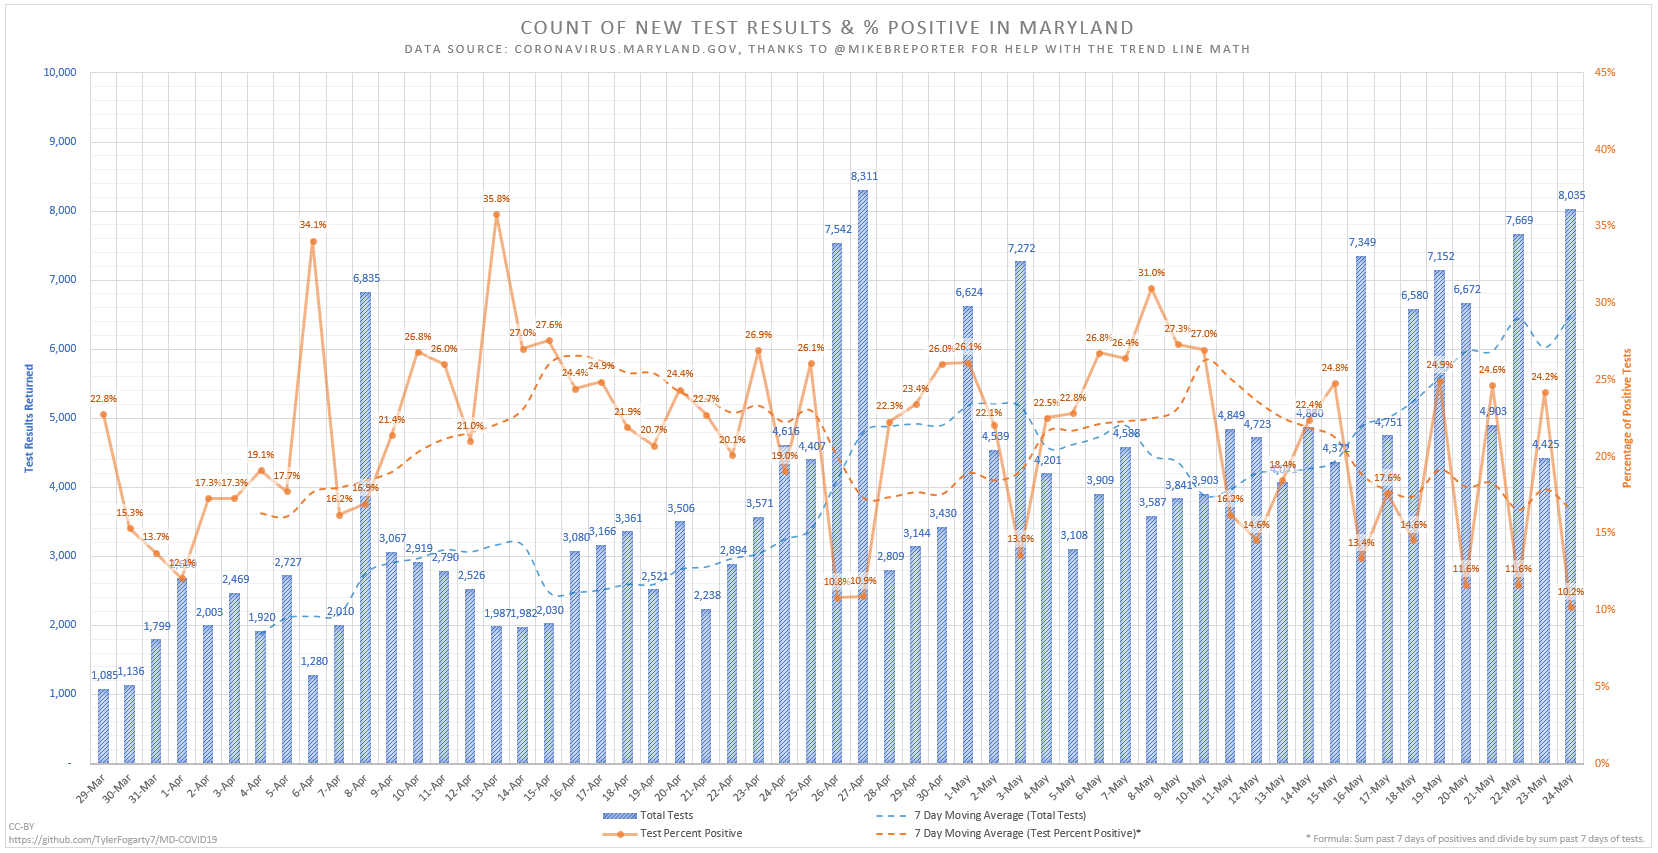 COUNT OF NEW TEST RESULTS & % POSITIVE IN MARYLAND
DATA SOURCE: CORONAVIRUS.MARYLAND.GOV, THANKS TO @MIKEBREPORTER FOR HELP WITH THE TREND LINE MATH
Test Results Returned
10,000
9,000
8,000
7,000
6,000
5,000
4,000
3,000
2,000
1,000
-
Percentage of Positive Tests
45%
40%
35%
30%
25%
20%
15%
10%
5%
0%
1,085
1,136
1,799
2,003
2,469
1,920
2,727
1,280
2,010
6,835
3,067
2,919
2,790
2,526
1,987
1,982
2,030
3,080
3,166
3,361
2,521
3,506
2,238
2,894
3,571
4,616
4,407
7,542
8,311
2,809
3,144
3,430
6,624
4,539
7,272
4,201
3,108
3,909
4,588
3,587
3,841
3,903
4,849
4,723
4,880
4,372
7,349
4,751
6,580
7,152
6,672
4,903
7,669
4,425
8,035
22.8%
15.3%
13.7%
12.1%
17.3%
17.3%
19.1%
17.7%
34.1%
16.2%
16.9%
21.4%
26.8%
26.0%
21.0%
35.8%
27.0%
27.6%
24.4%
24.9%
21.9%
20.7%
24.4%
22.7%
20.1%
26.9%
19.0%
26.1%
10.8%
10.9%
22.3%
23.4%
26.0%
26.1%
22.1%
13.6%
22.5%
22.8%
26.8%
26.4%
31.0%
27.3%
27.0%
16.2%
14.6%
18.4%
22.4%
24.8%
13.4%
17.6%
14.6%
24.9%
11.6%
24.6%
11.6%
24.2%
10.2%
29-Mar
30-Mar
31-Mar
1-Apr
2-Apr
3-Apr
4-Apr
5-Apr
6-Apr
7-Apr
8-Apr
9-Apr
10-Apr
11-Apr
12-Apr
13-Apr
14-Apr
15-Apr
16-Apr
17-Apr
18-Apr
19-Apr
20-Apr
21-Apr
22-Apr
23-Apr
24-Apr
25-Apr
26-Apr
27-Apr
28-Apr
29-Apr
30-Apr
1-May
2-May
3-May
4-May
5-May
6-May
7-May
8-May
9-May
10-May
11-May
12-May
13-May
14-May
15-May
16-May
17-May
18-May
19-May
20-May
21-May
22-May
23-May
24-May
Total Tests
7 Day Moving Average (Total Tests)
Test Percent Positive
7 Day Moving Average (Test Percent Positive)*
CC-BY
https://github.com/TylerFogarty7/MD-COVID19
* Formula: Sum past 7 days of positives and divide by sum past 7 days of tests.